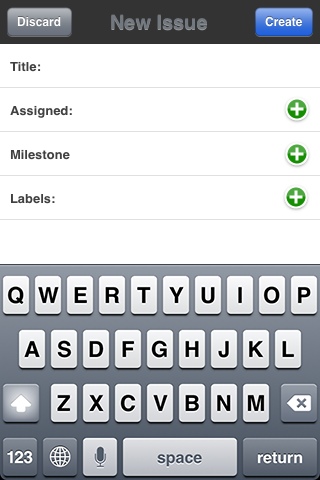 Discard New Issue Create
Title:
Assigned:
Milestone
Labels:
Q W E R T Y U I O P
A S D F G H J K L
Z X C V B N M
123 space return